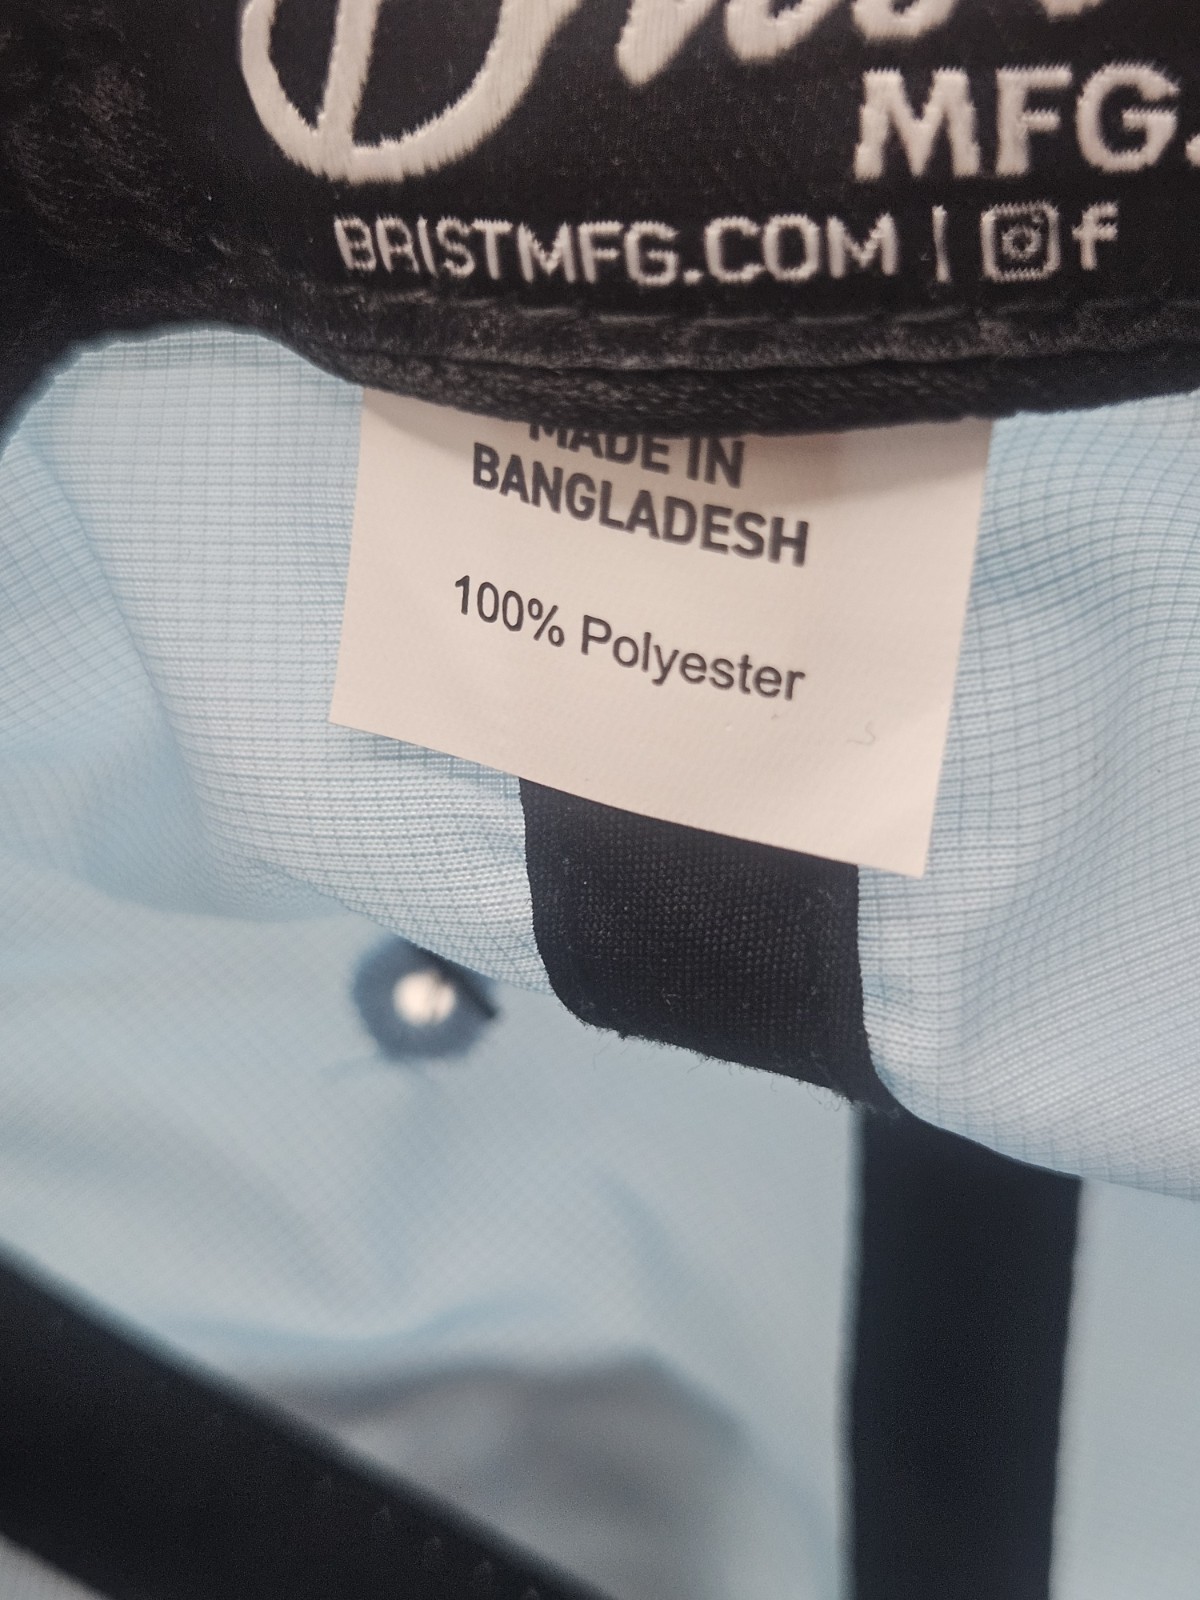 MFG.
BRISTMFG.COM | f
MADE IN
BANGLADESH
100% Polyester